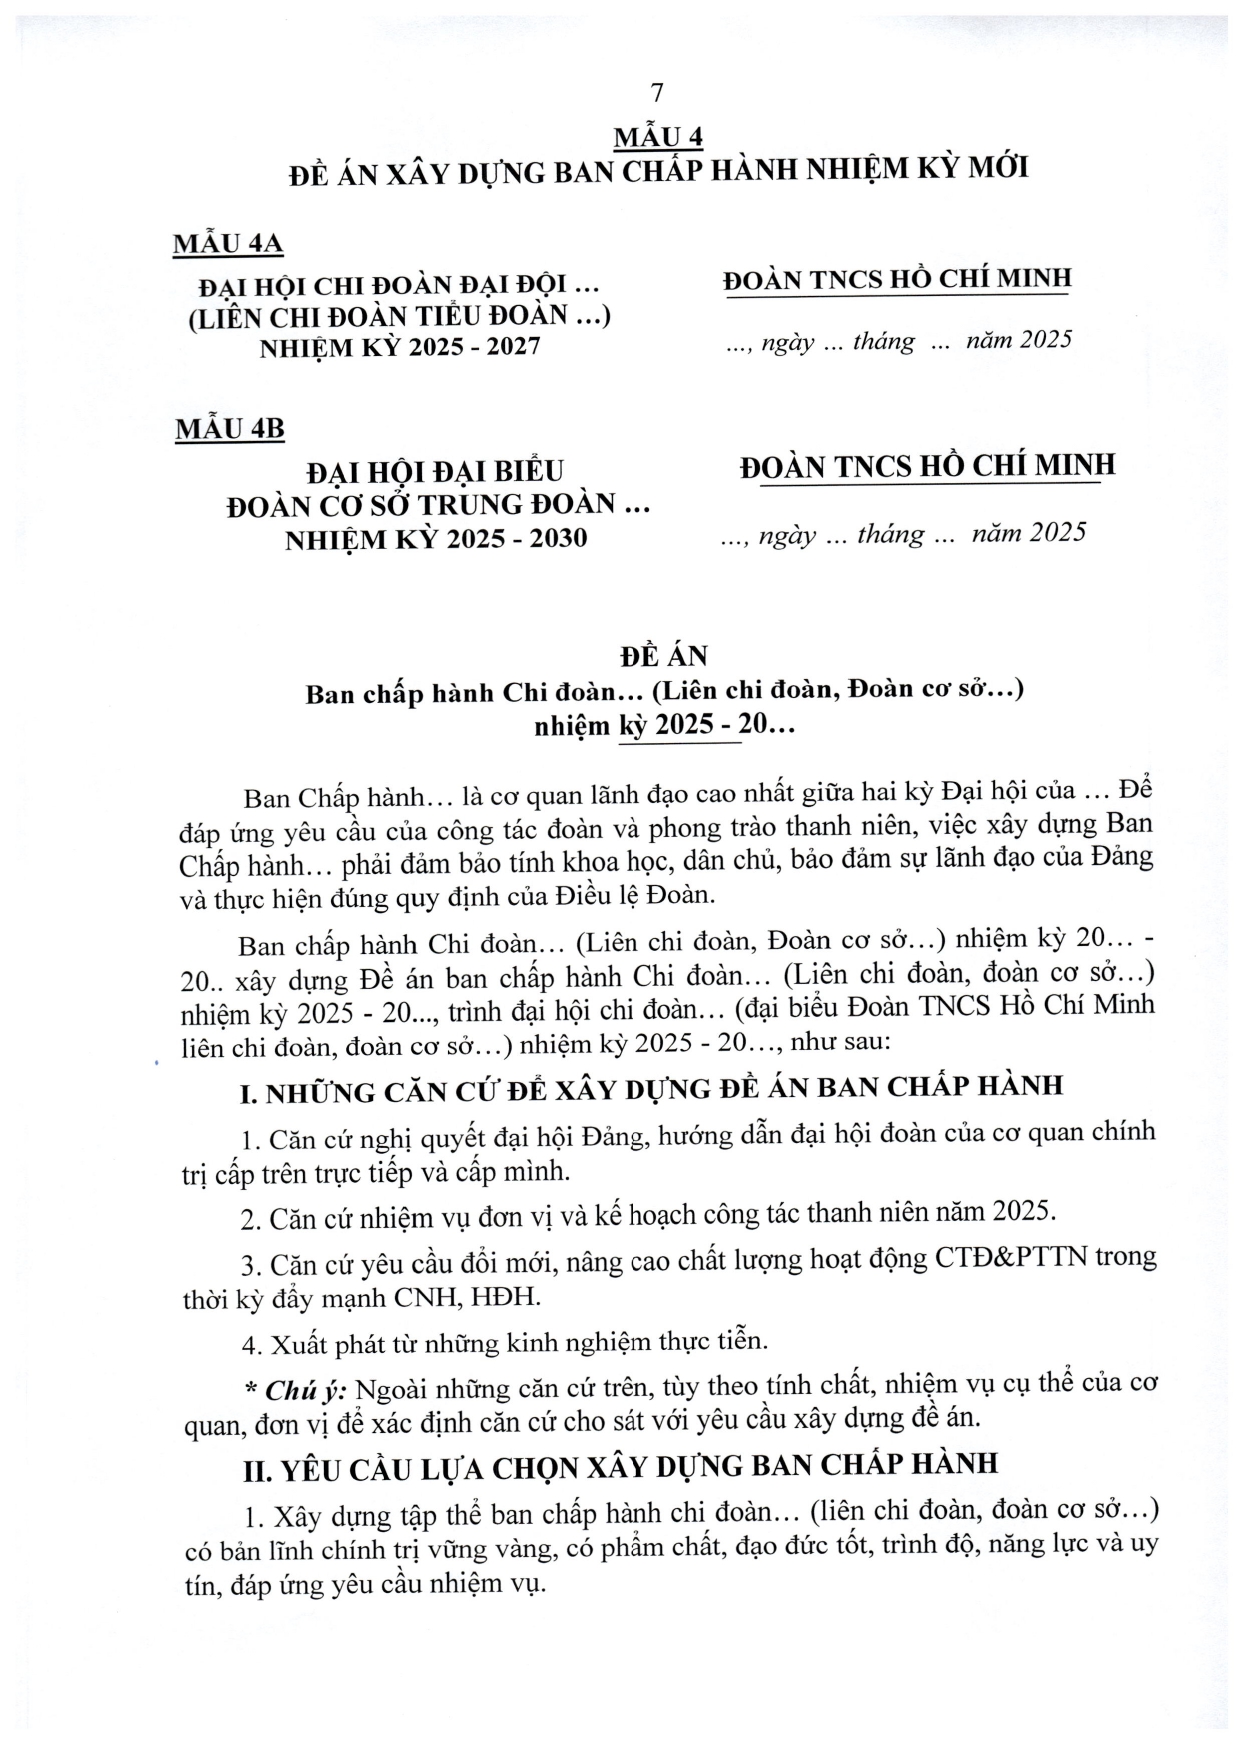 7
MẪU 4
ĐỀ ÁN XÂY DỰNG BAN CHẤP HÀNH NHIỆM KỲ MỚI
MẪU 4A
ĐẠI HỘI CHI ĐOÀN ĐẠI ĐỘI ...
(LIÊN CHI ĐOÀN TIỂU ĐOÀN ...)
NHIỆM KỲ 2025 - 2027
ĐOÀN TNCS HỒ CHÍ MINH
..., ngày ... tháng ... năm 2025
MẪU 4B
ĐẠI HỘI ĐẠI BIỂU
ĐOÀN CƠ SỞ TRUNG ĐOÀN ...
NHIỆM KỲ 2025 - 2030
ĐOÀN TNCS HỒ CHÍ MINH
..., ngày ... tháng ... năm 2025
ĐỀ ÁN
Ban chấp hành Chi đoàn... (Liên chi đoàn, Đoàn cơ sở...)
nhiệm kỳ 2025 - 20...
Ban Chấp hành... là cơ quan lãnh đạo cao nhất giữa hai kỳ Đại hội của ... Để
đáp ứng yêu cầu của công tác đoàn và phong trào thanh niên, việc xây dựng Ban
Chấp hành... phải đảm bảo tính khoa học, dân chủ, bảo đảm sự lãnh đạo của Đảng
và thực hiện đúng quy định của Điều lệ Đoàn.
Ban chấp hành Chi đoàn... (Liên chi đoàn, Đoàn cơ sở...) nhiệm kỳ 20... -
20.. xây dựng Đề án ban chấp hành Chi đoàn... (Liên chi đoàn, đoàn cơ sở...)
nhiệm kỳ 2025 - 20..., trình đại hội chi đoàn... (đại biểu Đoàn TNCS Hồ Chí Minh
liên chi đoàn, đoàn cơ sở...) nhiệm kỳ 2025 - 20..., như sau:
I. NHỮNG CĂN CỨ ĐỂ XÂY DỰNG ĐỀ ÁN BAN CHẤP HÀNH
1. Căn cứ nghị quyết đại hội Đảng, hướng dẫn đại hội đoàn của cơ quan chính
trị cấp trên trực tiếp và cấp mình.
2. Căn cứ nhiệm vụ đơn vị và kế hoạch công tác thanh niên năm 2025.
3. Căn cứ yêu cầu đổi mới, nâng cao chất lượng hoạt động CTĐ&PTTN trong
thời kỳ đẩy mạnh CNH, HĐH.
4. Xuất phát từ những kinh nghiệm thực tiễn.
* Chú ý: Ngoài những căn cứ trên, tùy theo tính chất, nhiệm vụ cụ thể của cơ
quan, đơn vị để xác định căn cứ cho sát với yêu cầu xây dựng đề án.
II. YÊU CẦU LỰA CHỌN XÂY DỰNG BAN CHẤP HÀNH
1. Xây dựng tập thể ban chấp hành chi đoàn... (liên chi đoàn, đoàn cơ sở...)
có bản lĩnh chính trị vững vàng, có phẩm chất, đạo đức tốt, trình độ, năng lực và uy
tín, đáp ứng yêu cầu nhiệm vụ.